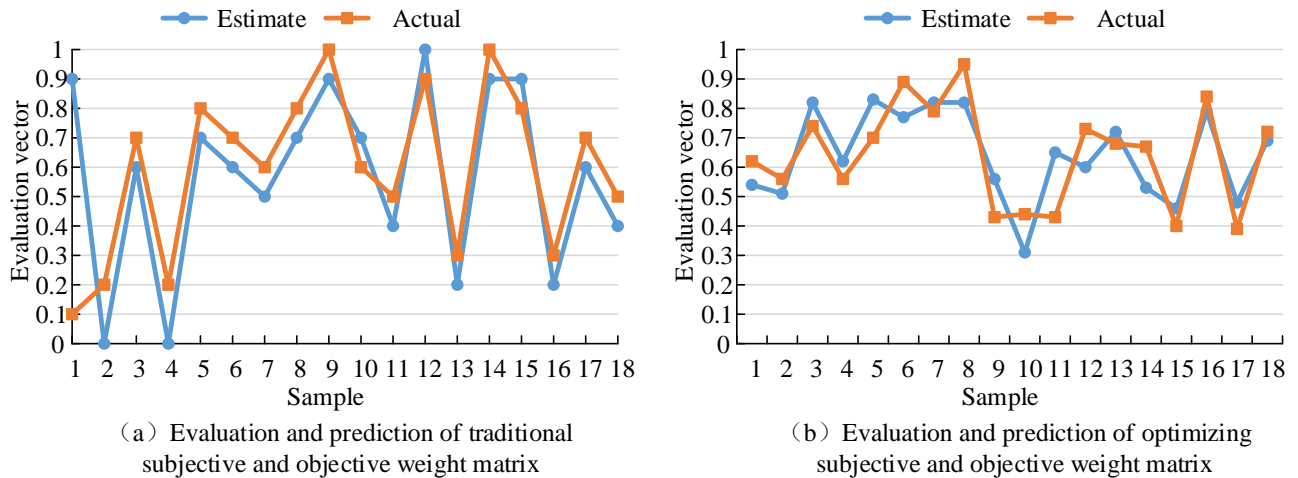 Estimate Actual
1
0.9
0.8
0.7
0.6
0.5
0.4
0.3
0.2
0.1
0
Evaluation vector
1 2 3 4 5 6 7 8 9 10 11 12 13 14 15 16 17 18
Sample
（a）Evaluation and prediction of traditional
subjective and objective weight matrix
Estimate Actual
1
0.9
0.8
0.7
0.6
0.5
0.4
0.3
0.2
0.1
0
Evaluation vector
1 2 3 4 5 6 7 8 9 10 11 12 13 14 15 16 17 18
Sample
（b）Evaluation and prediction of optimizing
subjective and objective weight matrix